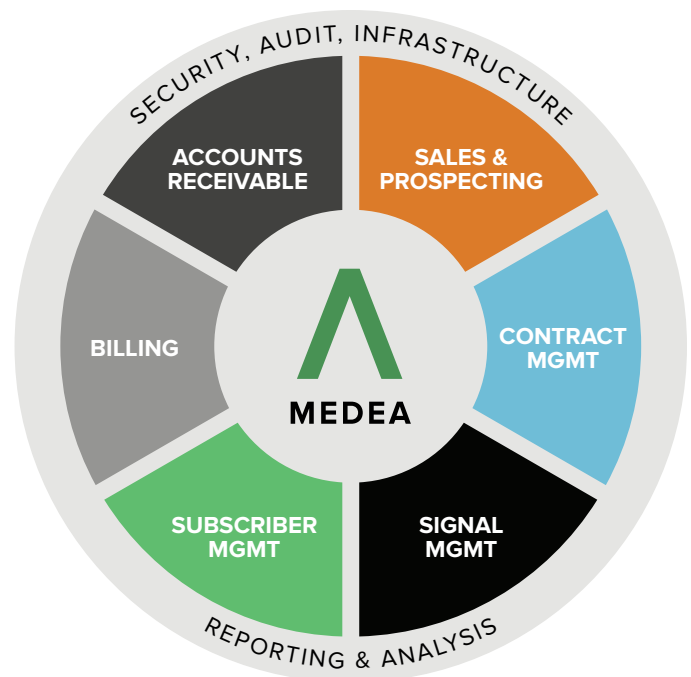 SECURITY, AUDIT, INFRASTRUCTURE
ACCOUNTS
RECEIVABLE
SALES &
PROSPECTING
BILLING
CONTRACT
MGMT
MEDEA
SUBSCRIBER
MGMT
SIGNAL
MGMT
REPORTING & ANALYSIS